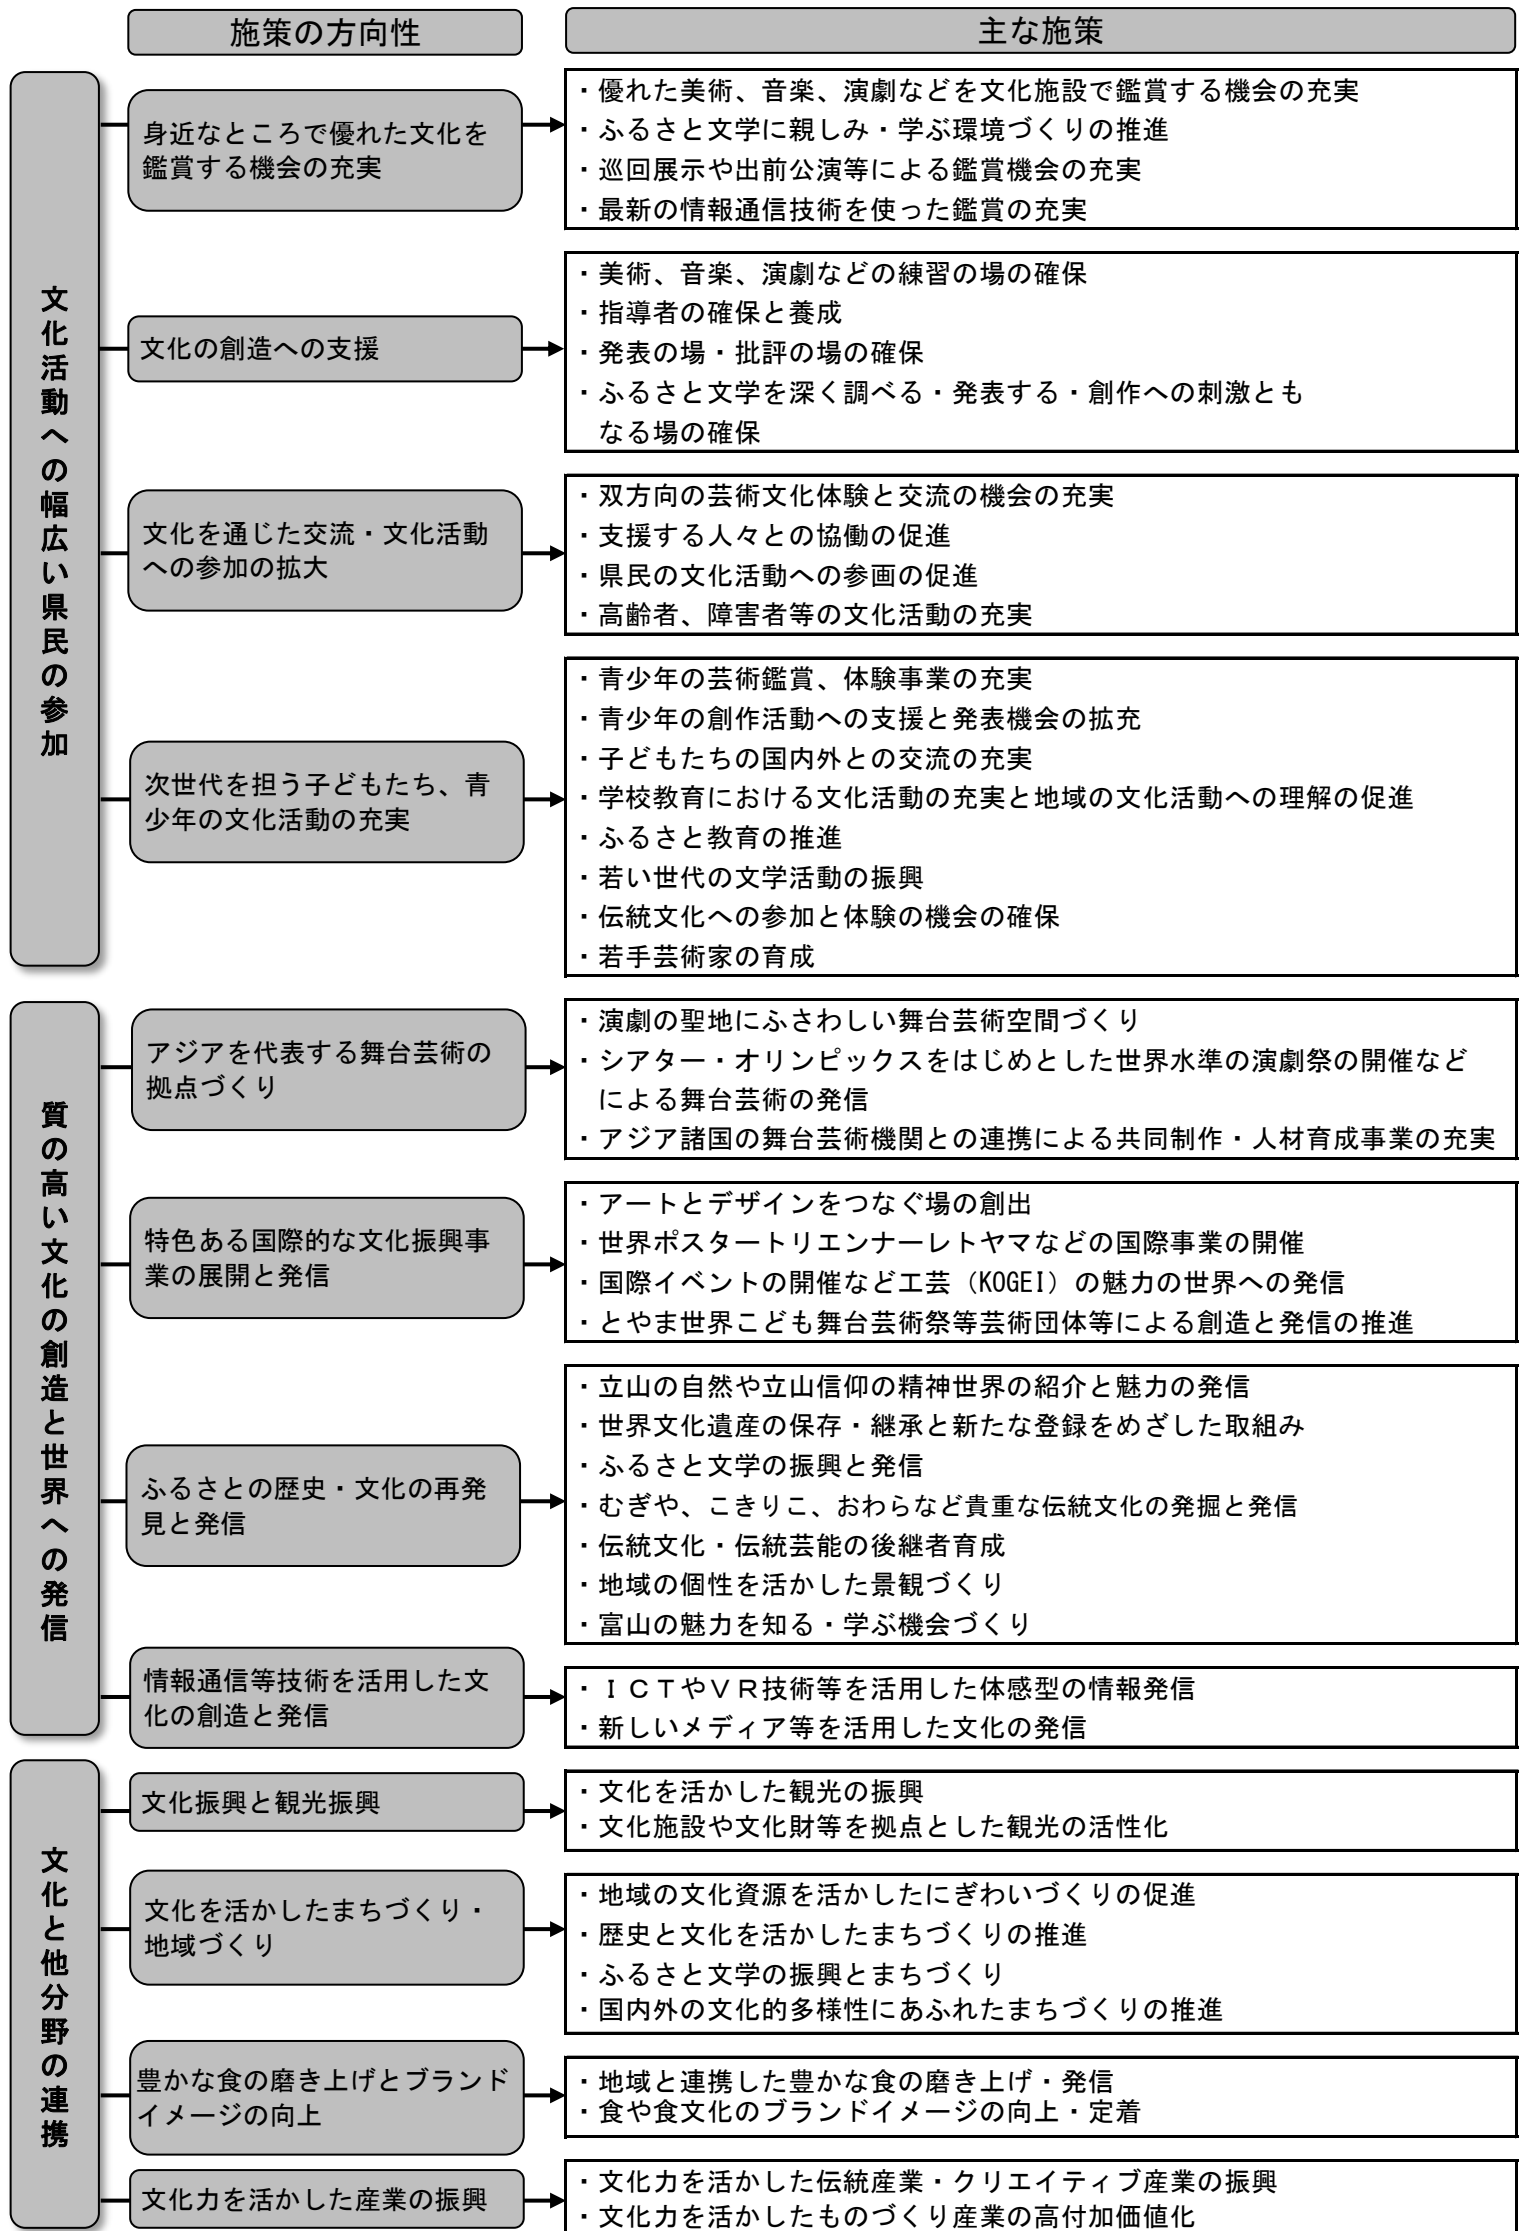 施策の方向性
主な施策
文化活動への幅広い県民の参加
身近なところで優れた文化を
鑑賞する機会の充実
・優れた美術、音楽、演劇などを文化施設で鑑賞する機会の充実
・ふるさと文学に親しみ・学ぶ環境づくりの推進
・巡回展示や出前公演等による鑑賞機会の充実
・最新の情報通信技術を使った鑑賞の充実
文化の創造への支援
・美術、音楽、演劇などの練習の場の確保
・指導者の確保と養成
・発表の場・批評の場の確保
・ふるさと文学を深く調べる・発表する・創作への刺激とも
なる場の確保
文化を通じた交流・文化活動
への参加の拡大
・双方向の芸術文化体験と交流の機会の充実
・支援する人々との協働の促進
・県民の文化活動への参画の促進
・高齢者、障害者等の文化活動の充実
次世代を担う子どもたち、青
少年の文化活動の充実
・青少年の芸術鑑賞、体験事業の充実
・青少年の創作活動への支援と発表機会の拡充
・子どもたちの国内外との交流の充実
・学校教育における文化活動の充実と地域の文化活動への理解の促進
・ふるさと教育の推進
・若い世代の文学活動の振興
・伝統文化への参加と体験の機会の確保
・若手芸術家の育成
質の高い文化の創造と世界への発信
アジアを代表する舞台芸術の
拠点づくり
・演劇の聖地にふさわしい舞台芸術空間づくり
・シアター・オリンピックスをはじめとした世界水準の演劇祭の開催など
による舞台芸術の発信
・アジア諸国の舞台芸術機関との連携による共同制作・人材育成事業の充実
特色ある国際的な文化振興事
業の展開と発信
・アートとデザインをつなぐ場の創出
・世界ポスタートリエンナーレトヤマなどの国際事業の開催
・国際イベントの開催など工芸（KOGEI）の魅力の世界への発信
・とやま世界こども舞台芸術祭等芸術団体等による創造と発信の推進
ふるさとの歴史・文化の再発
見と発信
・立山の自然や立山信仰の精神世界の紹介と魅力の発信
・世界文化遺産の保存・継承と新たな登録をめざした取組み
・ふるさと文学の振興と発信
・むぎや、こきりこ、おわらなど貴重な伝統文化の発掘と発信
・伝統文化・伝統芸能の後継者育成
・地域の個性を活かした景観づくり
・富山の魅力を知る・学ぶ機会づくり
情報通信等技術を活用した文
化の創造と発信
・ＩＣＴやＶＲ技術等を活用した体感型の情報発信
・新しいメディア等を活用した文化の発信
文化と他分野の連携
文化振興と観光振興
・文化を活かした観光の振興
・文化施設や文化財等を拠点とした観光の活性化
文化を活かしたまちづくり・
地域づくり
・地域の文化資源を活かしたにぎわいづくりの促進
・歴史と文化を活かしたまちづくりの推進
・ふるさと文学の振興とまちづくり
・国内外の文化的多様性にあふれたまちづくりの推進
豊かな食の磨き上げとブランド
イメージの向上
・地域と連携した豊かな食の磨き上げ・発信
・食や食文化のブランドイメージの向上・定着
文化力を活かした産業の振興
・文化力を活かした伝統産業・クリエイティブ産業の振興
・文化力を活かしたものづくり産業の高付加価値化